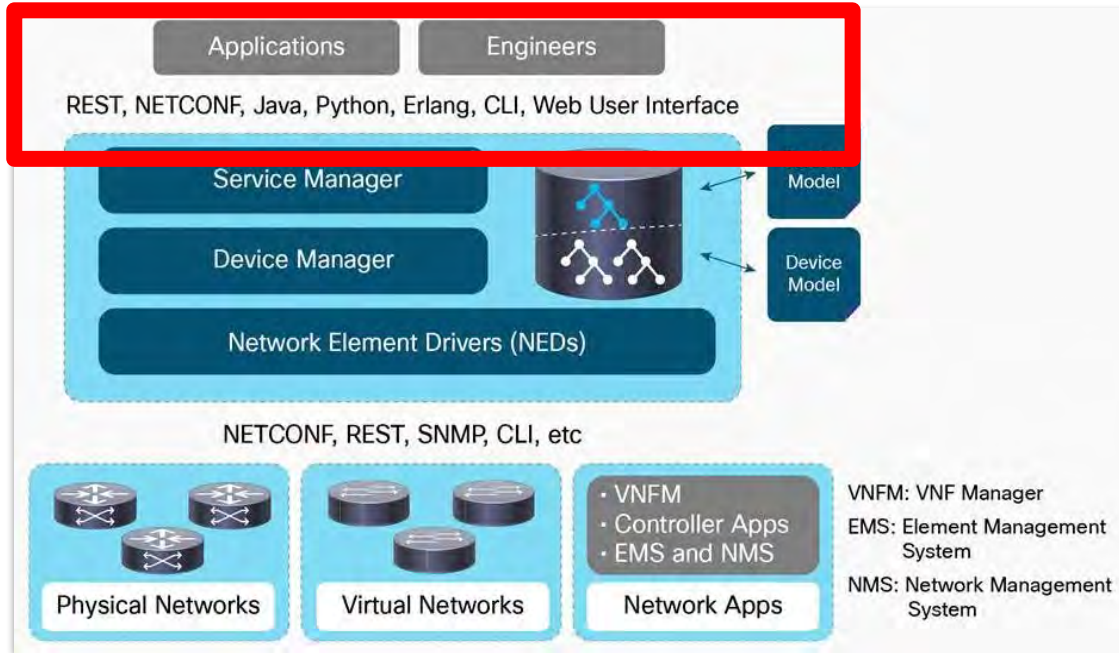 Applications
Engineers
REST, NETCONF, Java, Python, Erlang, CLI, Web User Interface
Service Manager
Model
Device Manager
Device
Model
Network Element Drivers (NEDs)
NETCONF, REST, SNMP, CLI, etc
· VNFM
· Controller Apps
· EMS and NMS
Physical Networks
Virtual Networks
Network Apps
VNFM: VNF Manager
EMS: Element Management
System
NMS: Network Management
System